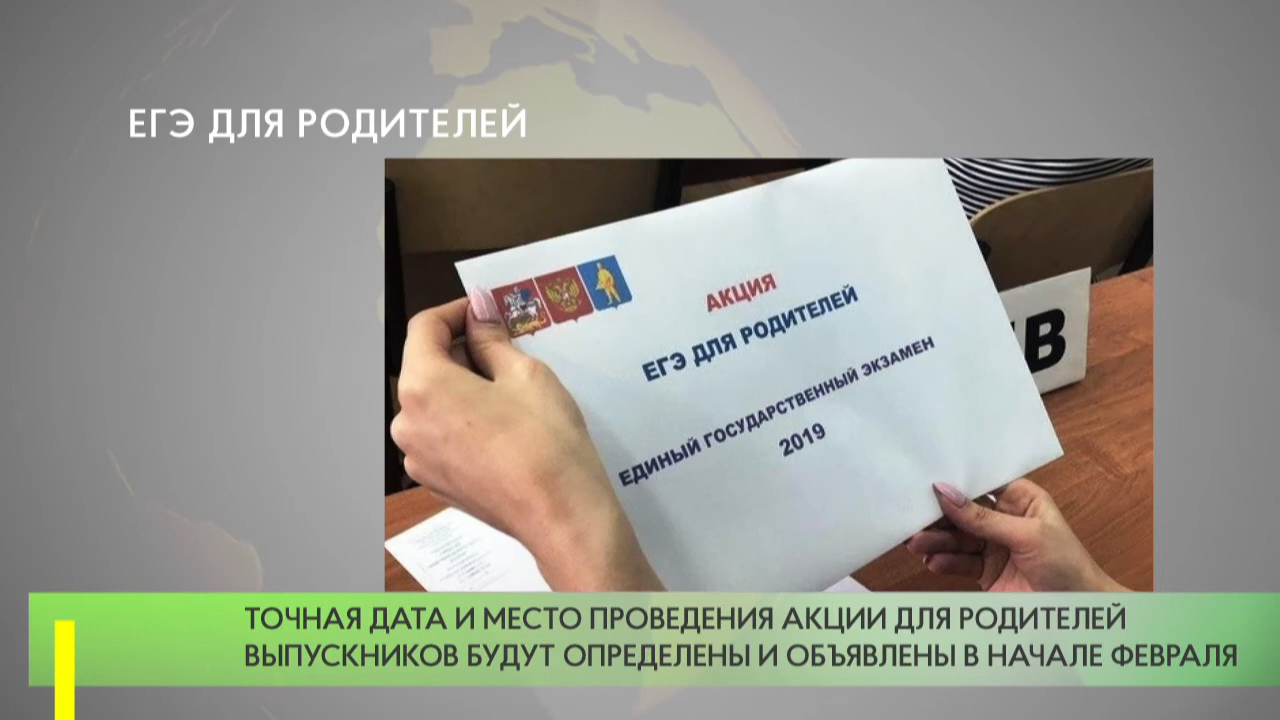 ЕГЭ ДЛЯ РОДИТЕЛЕЙ
АКЦИЯ
ЕГЭ ДЛЯ РОДИТЕЛЕЙ
ЕДИНЫЙ ГОСУДАРСТВЕННЫЙ ЭКЗАМЕН
2019
В
ТОЧНАЯ ДАТА И МЕСТО ПРОВЕДЕНИЯ АКЦИИ ДЛЯ РОДИТЕЛЕЙ
ВЫПУСКНИКОВ БУДУТ ОПРЕДЕЛЕНЫ И ОБЪЯВЛЕНЫ В НАЧАЛЕ ФЕВРАЛЯ